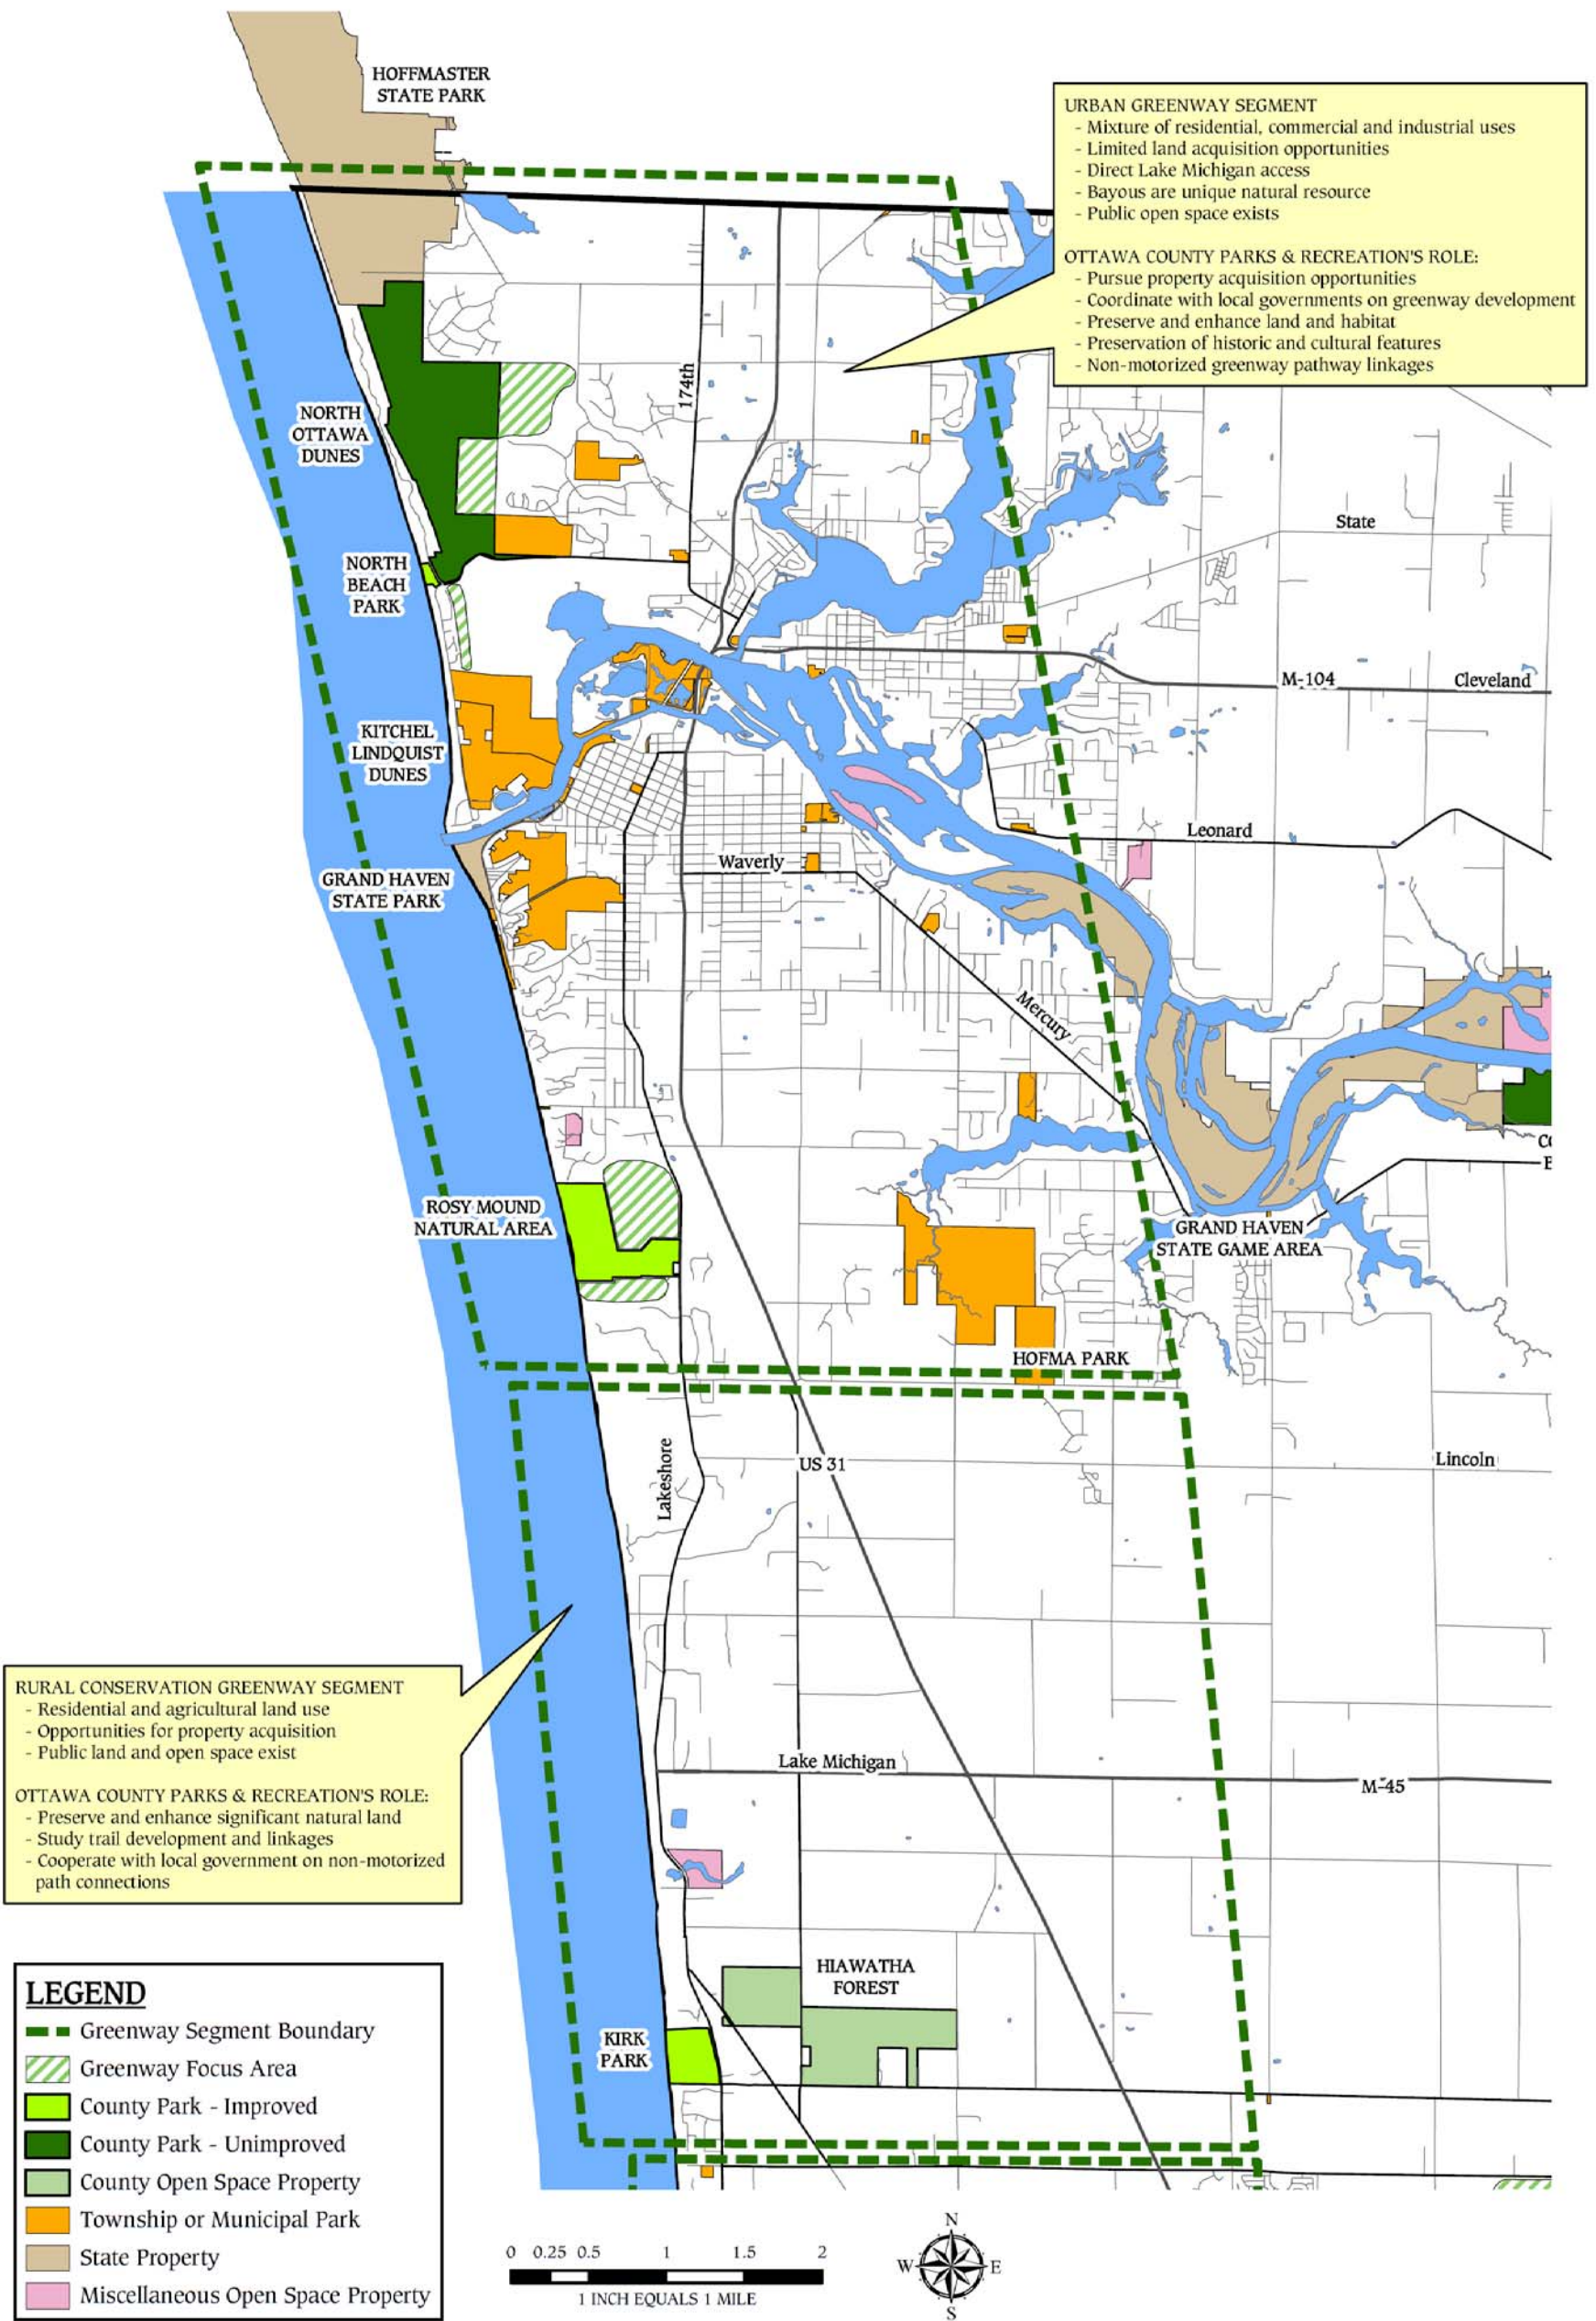 HOFFMASTER
STATE PARK
URBAN GREENWAY SEGMENT
- Mixture of residential, commercial and industrial uses
- Limited land acquisition opportunities
- Direct Lake Michigan access
- Bayous are unique natural resource
- Public open space exists
OTTAWA COUNTY PARKS & RECREATION'S ROLE:
- Pursue property acquisition opportunities
- Coordinate with local governments on greenway development
- Preserve and enhance land and habitat
- Preservation of historic and cultural features
- Non-motorized greenway pathway linkages
174th
NORTH
OTTAWA
DUNES
State
NORTH
BEACH
PARK
M-104
Cleveland
KITCHEL
LINDQUIST
DUNES
Leonard
Waverly
GRAND HAVEN
STATE PARK
Mercury
ROSY MOUND
NATURAL AREA
GRAND HAVEN
STATE GAME AREA
HOFMA PARK
Lakeshore
US 31
Lincoln
RURAL CONSERVATION GREENWAY SEGMENT
- Residential and agricultural land use
- Opportunities for property acquisition
- Public land and open space exist
OTTAWA COUNTY PARKS & RECREATION'S ROLE:
- Preserve and enhance significant natural land
- Study trail development and linkages
- Cooperate with local government on non-motorized
path connections
Lake Michigan
M-45
HIAWATHA
FOREST
KIRK
PARK
LEGEND
Greenway Segment Boundary
Greenway Focus Area
County Park - Improved
County Park - Unimproved
County Open Space Property
Township or Municipal Park
State Property
Miscellaneous Open Space Property
0 0.25 0.5 1 1.5 2
1 INCH EQUALS 1 MILE
N
W E
S